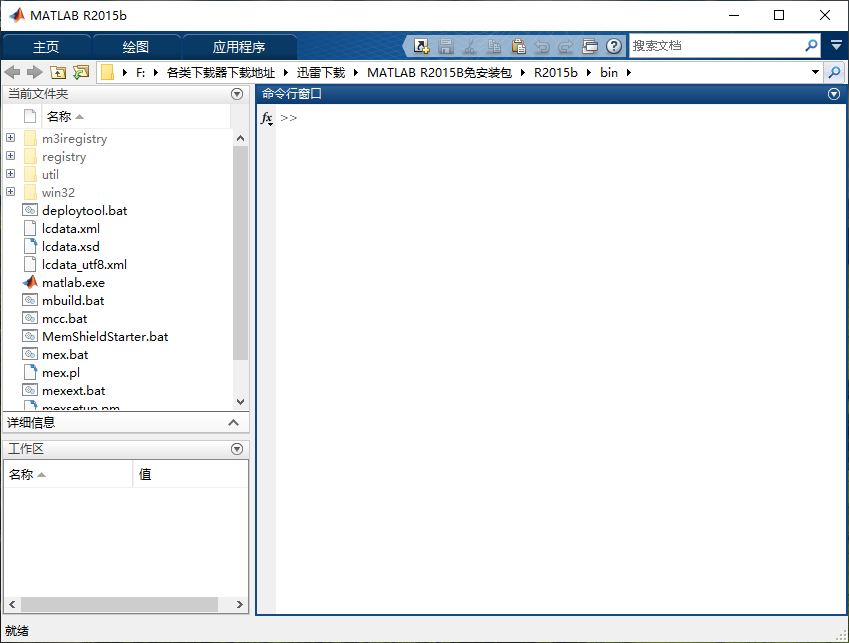 MATLAB R2015b
主页 绘图 应用程序 搜索文档
F: 各类下载器下载地址 迅雷下载 MATLAB R2015B免安装包 R2015b bin
当前文件夹
名称
m3iregistry
registry
util
win32
deploytool.bat
lcdata.xml
lcdata.xsd
lcdata_utf8.xml
matlab.exe
mbuild.bat
mcc.bat
MemShieldStarter.bat
mex.bat
mex.pl
mexext.bat
mexsetup.pm
详细信息
工作区
名称 值
命令行窗口
fx >>
就绪